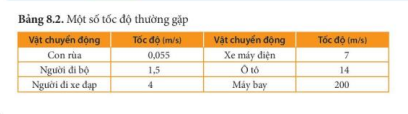 Bảng 8.2. Một số tốc độ thường gặp
Vật chuyển động Tốc độ (m/s) Vật chuyển động Tốc độ (m/s)
Con rùa 0,055 Xe máy điện 7
Người đi bộ 1,5 Ô tô 14
Người đi xe đạp 4 Máy bay 200